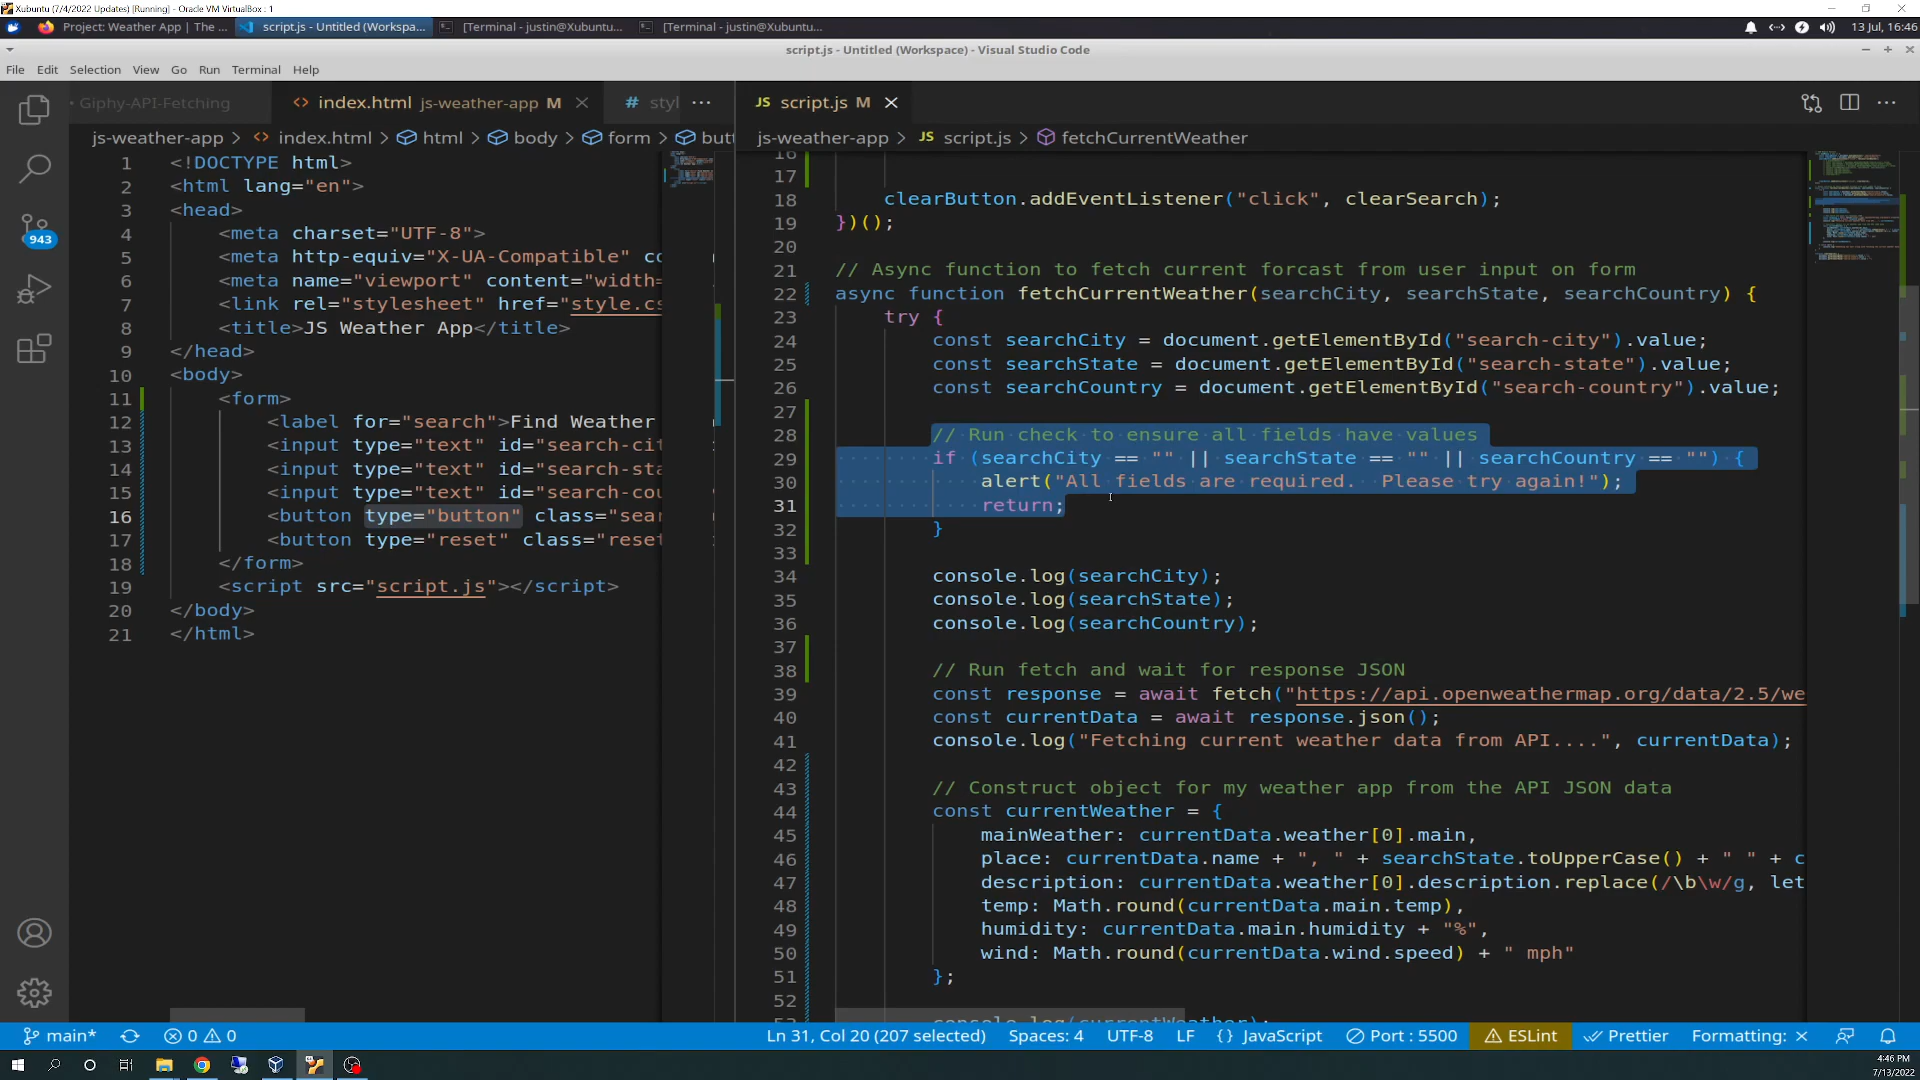 Xubuntu (7/4/2022 Updates) [Running] - Oracle VM VirtualBox : 1
Project: Weather App | The ...
script.js - Untitled (Workspa...
[Terminal - justin@Xubuntu...
[Terminal - justin@Xubuntu...
13 Jul, 16:46
script.js - Untitled (Workspace) - Visual Studio Code
File Edit Selection View Go Run Terminal Help
Giphy-API-Fetching
index.html js-weather-app M
# styl ...
JS script.js M
js-weather-app > index.html > html > body > form > butt
js-weather-app > JS script.js > fetchCurrentWeather
943
1 <!DOCTYPE html>
2 <html lang="en">
3 <head>
4 <meta charset="UTF-8">
5 <meta http-equiv="X-UA-Compatible" co
6 <meta name="viewport" content="width=
7 <link rel="stylesheet" href="style.cs
8 <title>JS Weather App</title>
9 </head>
10 <body>
11 <form>
12 <label for="search">Find Weather
13 <input type="text" id="search-cit
14 <input type="text" id="search-sta
15 <input type="text" id="search-cou
16 <button type="button" class="sear
17 <button type="reset" class="reset
18 </form>
19 <script src="script.js"></script>
20 </body>
21 </html>
16
17
18 clearButton.addEventListener("click", clearSearch);
19 })();
20
21 // Async function to fetch current forcast from user input on form
22 async function fetchCurrentWeather(searchCity, searchState, searchCountry) {
23 try {
24 const searchCity = document.getElementById("search-city").value;
25 const searchState = document.getElementById("search-state").value;
26 const searchCountry = document.getElementById("search-country").value;
27
28 // Run check to ensure all fields have values
29 if (searchCity == "" || searchState == "" || searchCountry == "") {
30 alert("All fields are required.  Please try again!");
31 return;
32 }
33
34 console.log(searchCity);
35 console.log(searchState);
36 console.log(searchCountry);
37
38 // Run fetch and wait for response JSON
39 const response = await fetch("https://api.openweathermap.org/data/2.5/we
40 const currentData = await response.json();
41 console.log("Fetching current weather data from API....", currentData);
42
43 // Construct object for my weather app from the API JSON data
44 const currentWeather = {
45 mainWeather: currentData.weather[0].main,
46 place: currentData.name + ", " + searchState.toUpperCase() + " " + c
47 description: currentData.weather[0].description.replace(/\b\w/g, let
48 temp: Math.round(currentData.main.temp),
49 humidity: currentData.main.humidity + "%",
50 wind: Math.round(currentData.wind.speed) + " mph"
51 };
52
53 console.log(currentWeather);
main* 0 0
Ln 31, Col 20 (207 selected) Spaces: 4 UTF-8 LF {} JavaScript Port : 5500 ESLint Prettier Formatting: ×
4:46 PM
7/13/2022